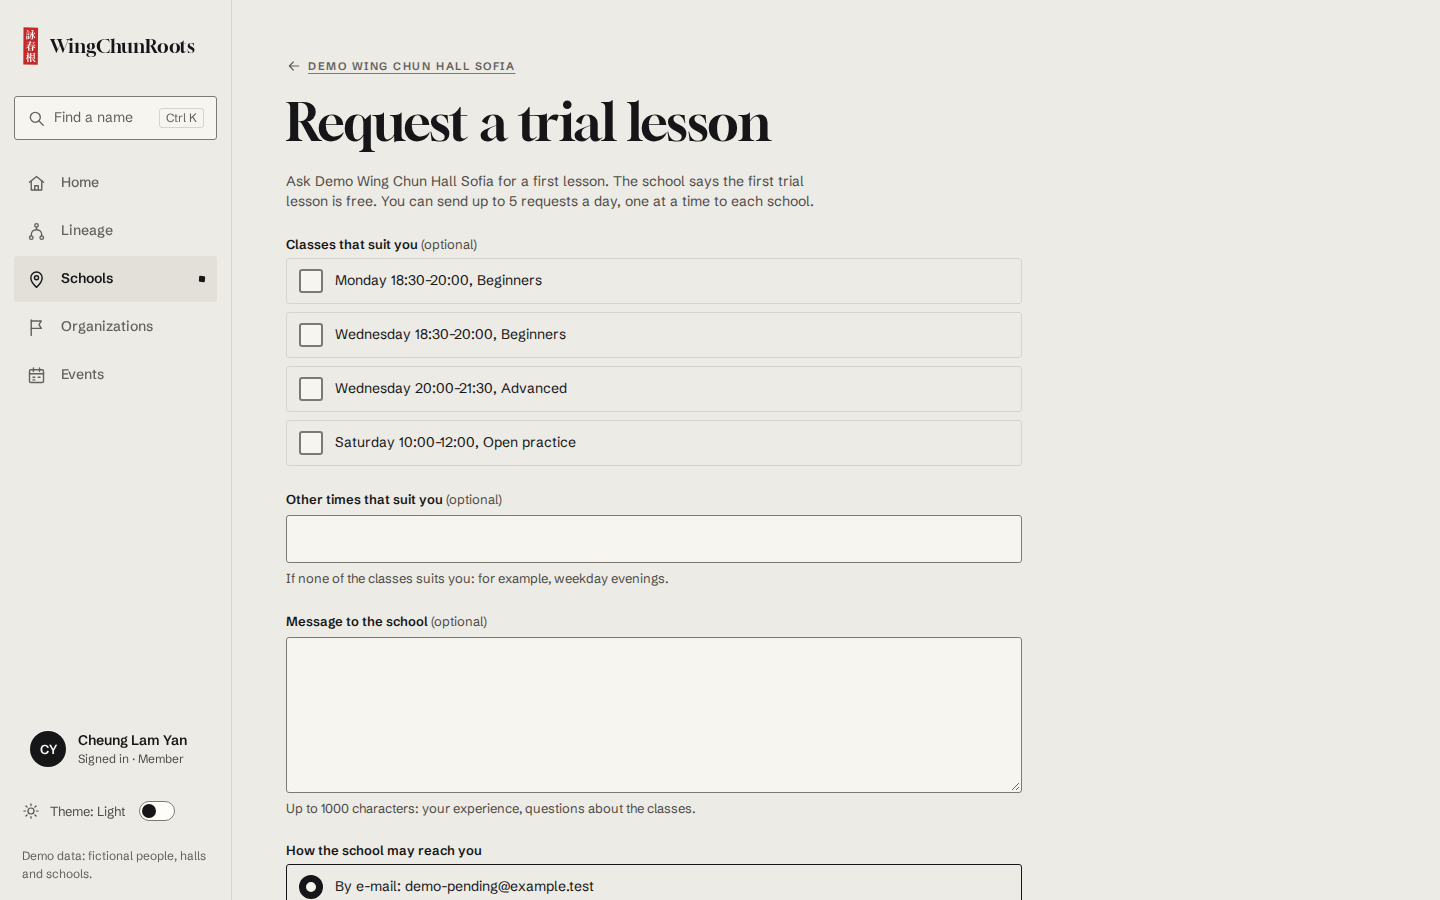 詠春根
WingChunRoots
Find a name
Ctrl K
Home
Lineage
Schools
Organizations
Events
CY
Cheung Lam Yan
Signed in · Member
Theme: Light
Demo data: fictional people, halls
and schools.
DEMO WING CHUN HALL SOFIA
Request a trial lesson
Ask Demo Wing Chun Hall Sofia for a first lesson. The school says the first trial
lesson is free. You can send up to 5 requests a day, one at a time to each school.
Classes that suit you (optional)
Monday 18:30–20:00, Beginners
Wednesday 18:30–20:00, Beginners
Wednesday 20:00–21:30, Advanced
Saturday 10:00–12:00, Open practice
Other times that suit you (optional)
If none of the classes suits you: for example, weekday evenings.
Message to the school (optional)
Up to 1000 characters: your experience, questions about the classes.
How the school may reach you
By e-mail: demo-pending@example.test